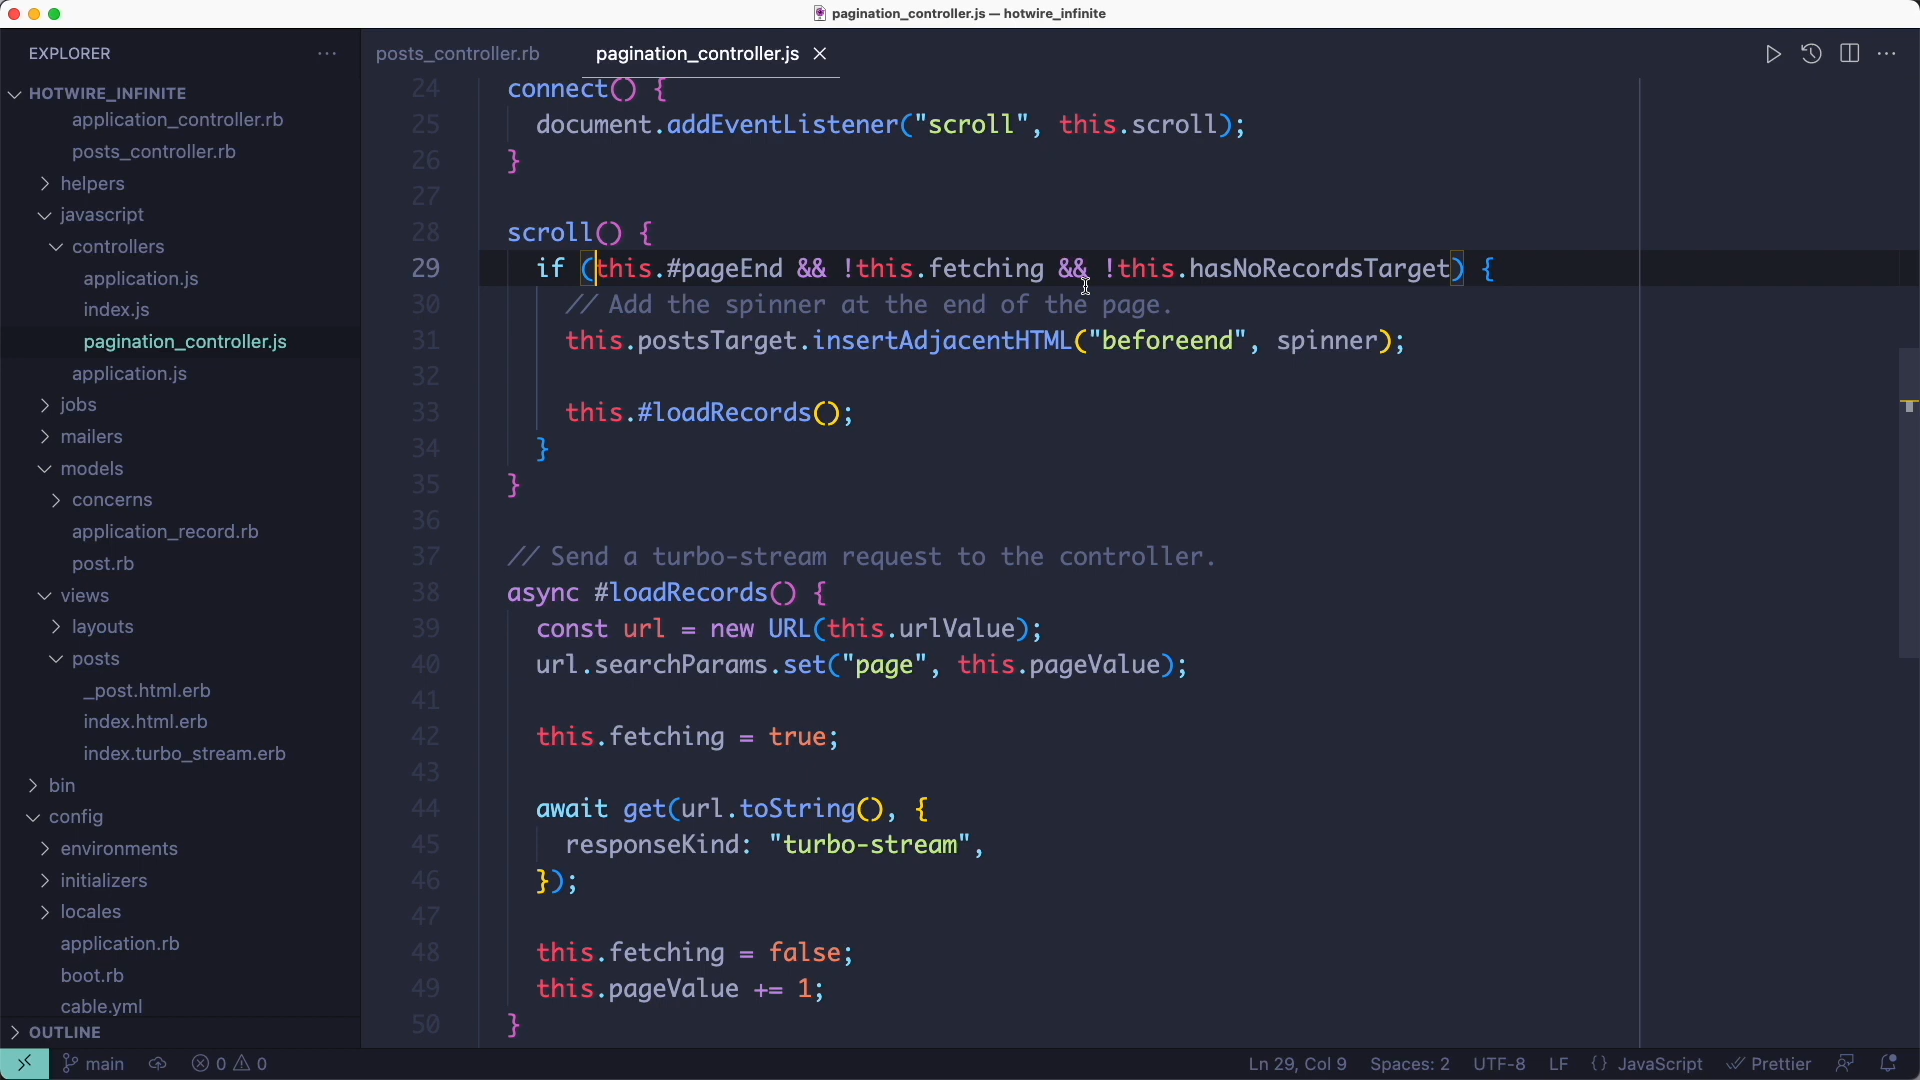 pagination_controller.js — hotwire_infinite
EXPLORER
HOTWIRE_INFINITE
application_controller.rb
posts_controller.rb
helpers
javascript
controllers
application.js
index.js
pagination_controller.js
application.js
jobs
mailers
models
concerns
application_record.rb
post.rb
views
layouts
posts
_post.html.erb
index.html.erb
index.turbo_stream.erb
bin
config
environments
initializers
locales
application.rb
boot.rb
cable.yml
OUTLINE
posts_controller.rb
pagination_controller.js
24 connect() {
25 document.addEventListener("scroll", this.scroll);
26 }
27
28 scroll() {
29 if (this.#pageEnd && !this.fetching && !this.hasNoRecordsTarget) {
30 // Add the spinner at the end of the page.
31 this.postsTarget.insertAdjacentHTML("beforeend", spinner);
32
33 this.#loadRecords();
34 }
35 }
36
37 // Send a turbo-stream request to the controller.
38 async #loadRecords() {
39 const url = new URL(this.urlValue);
40 url.searchParams.set("page", this.pageValue);
41
42 this.fetching = true;
43
44 await get(url.toString(), {
45 responseKind: "turbo-stream",
46 });
47
48 this.fetching = false;
49 this.pageValue += 1;
50 }
main 0 0 Ln 29, Col 9 Spaces: 2 UTF-8 LF {} JavaScript Prettier